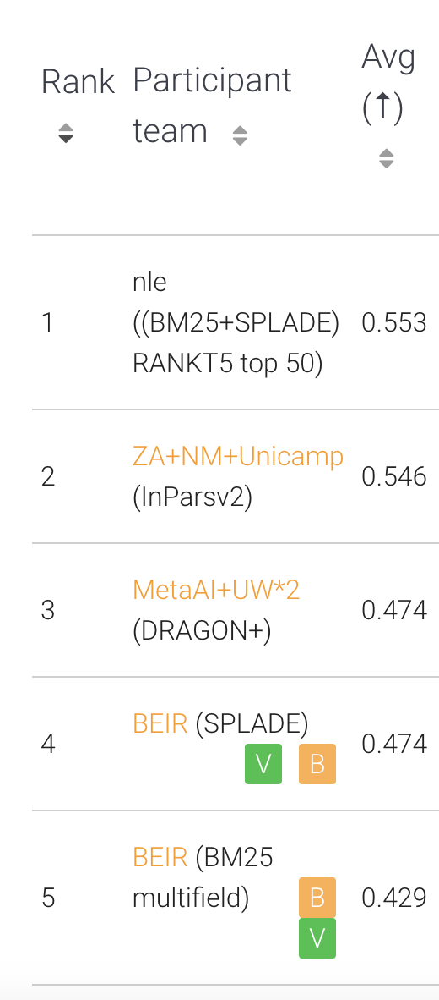 Rank Participant team Avg (↑)
1 nle ((BM25+SPLADE) RANKT5 top 50) 0.553
2 ZA+NM+Unicamp (InParsv2) 0.546
3 MetaAI+UW*2 (DRAGON+) 0.474
4 BEIR (SPLADE) V B 0.474
5 BEIR (BM25 multifield) B V 0.429